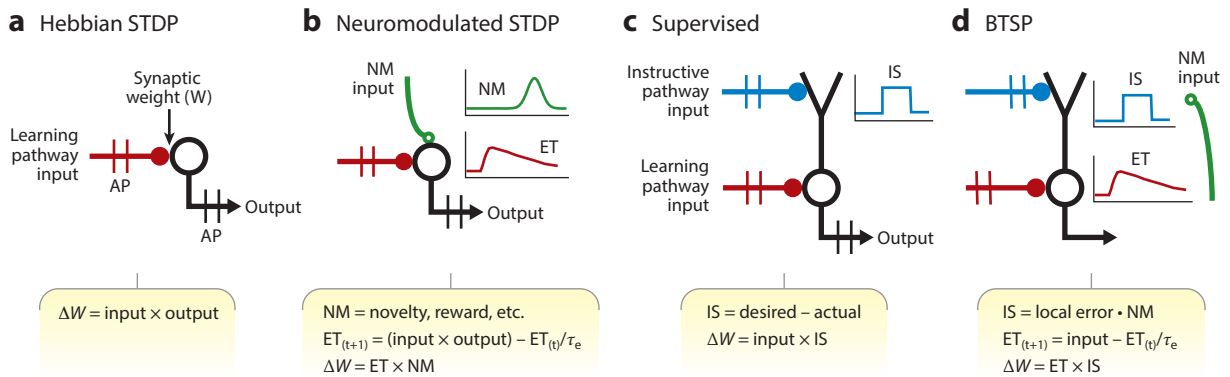 a Hebbian STDP
Synaptic
weight (W)
Learning
pathway
input
AP
AP
Output
ΔW = input × output
b Neuromodulated STDP
NM
input
NM
ET
Output
NM = novelty, reward, etc.
ET(t+1) = (input × output) – ET(t)/τe
ΔW = ET × NM
c Supervised
Instructive
pathway
input
IS
Learning
pathway
input
Output
IS = desired – actual
ΔW = input × IS
d BTSP
NM
input
IS
ET
IS = local error • NM
ET(t+1) = input – ET(t)/τe
ΔW = ET × IS